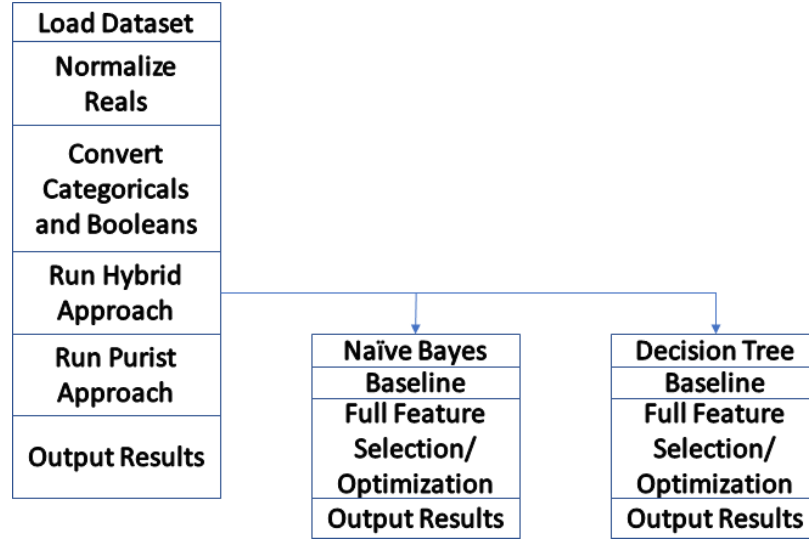 Load Dataset
Normalize
Reals
Convert
Categoricals
and Booleans
Run Hybrid
Approach
Run Purist
Approach
Output Results
Naïve Bayes
Baseline
Full Feature
Selection/
Optimization
Output Results
Decision Tree
Baseline
Full Feature
Selection/
Optimization
Output Results